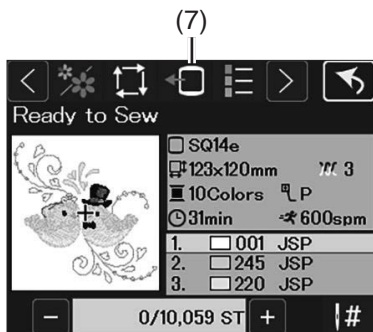 (7)
Ready to Sew
SQ14e
123x120mm 3
10Colors P
31min 600spm
1. 001 JSP
2. 245 JSP
3. 220 JSP
− 0/10,059 ST + #